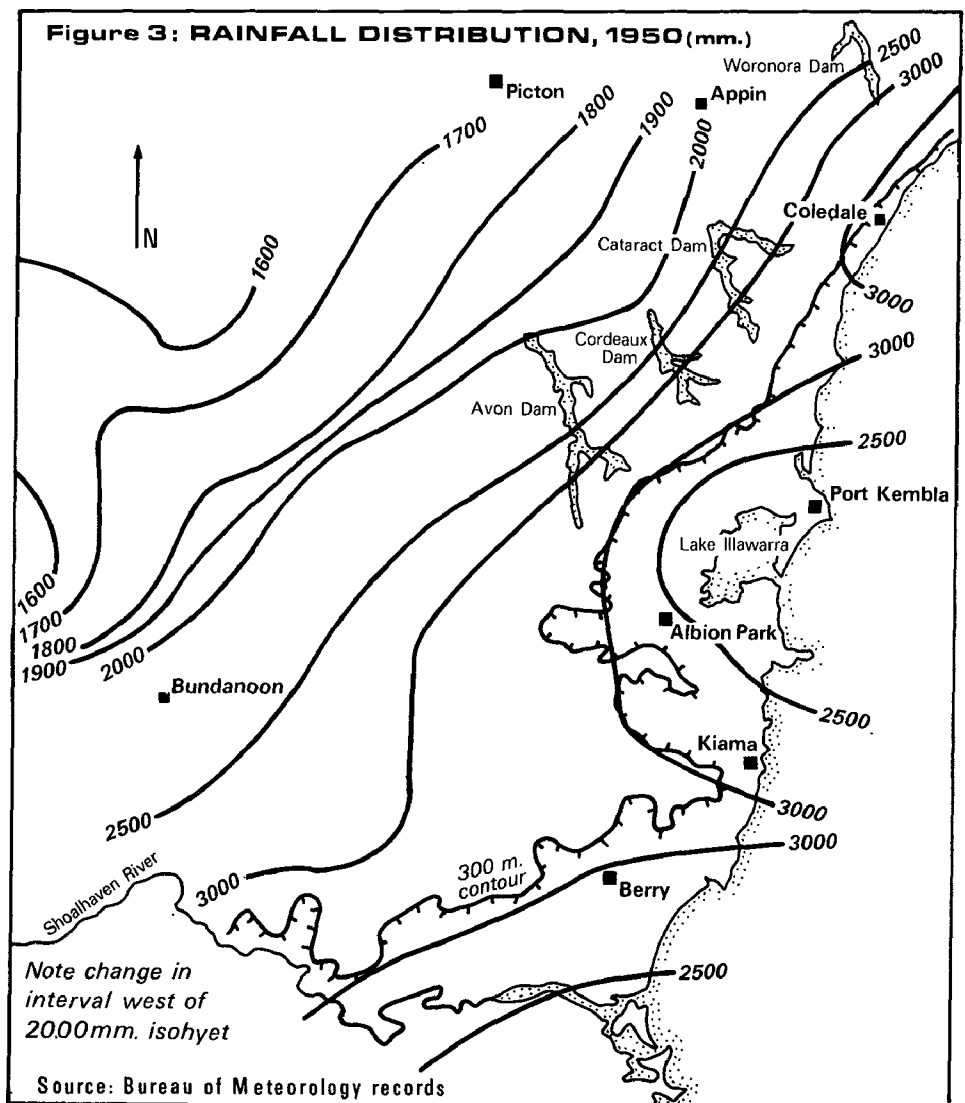 Figure 3: RAINFALL DISTRIBUTION, 1950 (mm.)
Woronora Dam
2500
3000
Picton
Appin
1700
1800
1900
2000
N
Coledale
Cataract Dam
1600
3000
Cordeaux
Dam
3000
Avon Dam
2500
Port Kembla
Lake Illawarra
1600
1700
1800
1900
2000
Albion Park
Bundanoon
2500
Kiama
2500
3000
3000
300 m.
contour
3000
Berry
Shoalhaven River
2500
Note change in
interval west of
2000mm. isohyet
Source: Bureau of Meteorology records